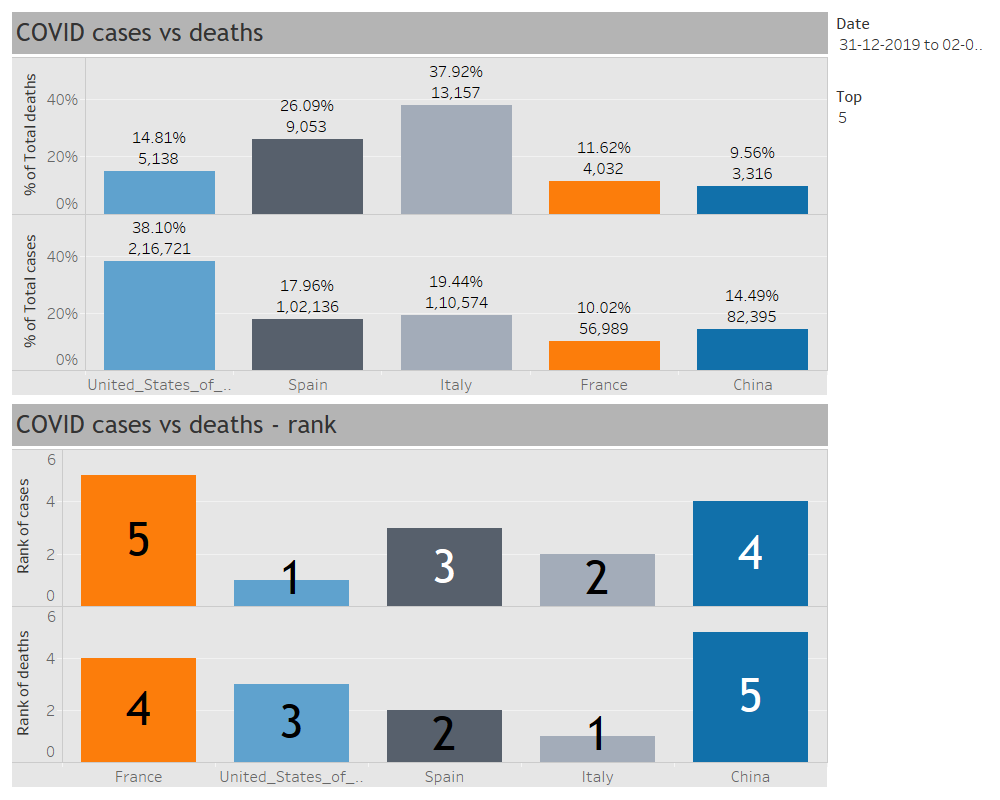 COVID cases vs deaths
Date
31-12-2019 to 02-0..
Top
5
% of Total deaths
40%
20%
0%
14.81%
5,138
26.09%
9,053
37.92%
13,157
11.62%
4,032
9.56%
3,316
% of Total cases
40%
20%
0%
38.10%
2,16,721
17.96%
1,02,136
19.44%
1,10,574
10.02%
56,989
14.49%
82,395
United_States_of_.. Spain Italy France China
COVID cases vs deaths - rank
Rank of cases
6
4
2
0
5 1 3 2 4
Rank of deaths
6
4
2
0
4 3 2 1 5
France United_States_of_.. Spain Italy China